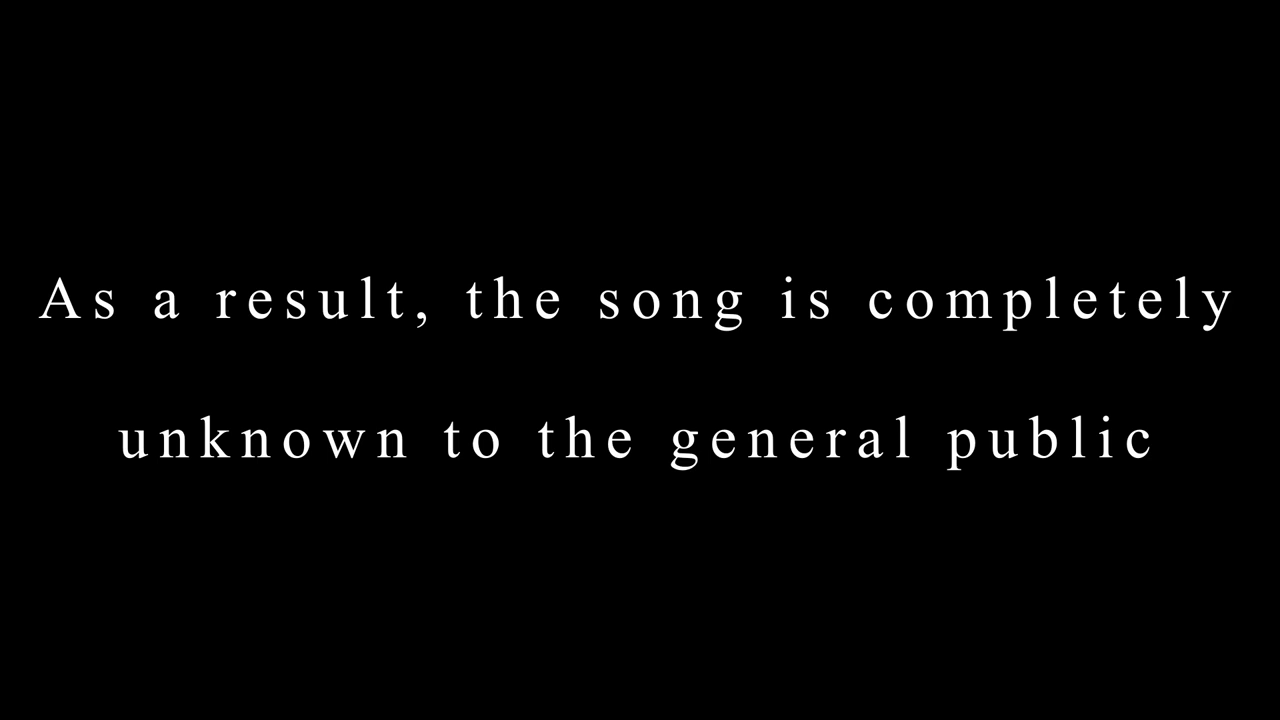 As a result, the song is completely
unknown to the general public